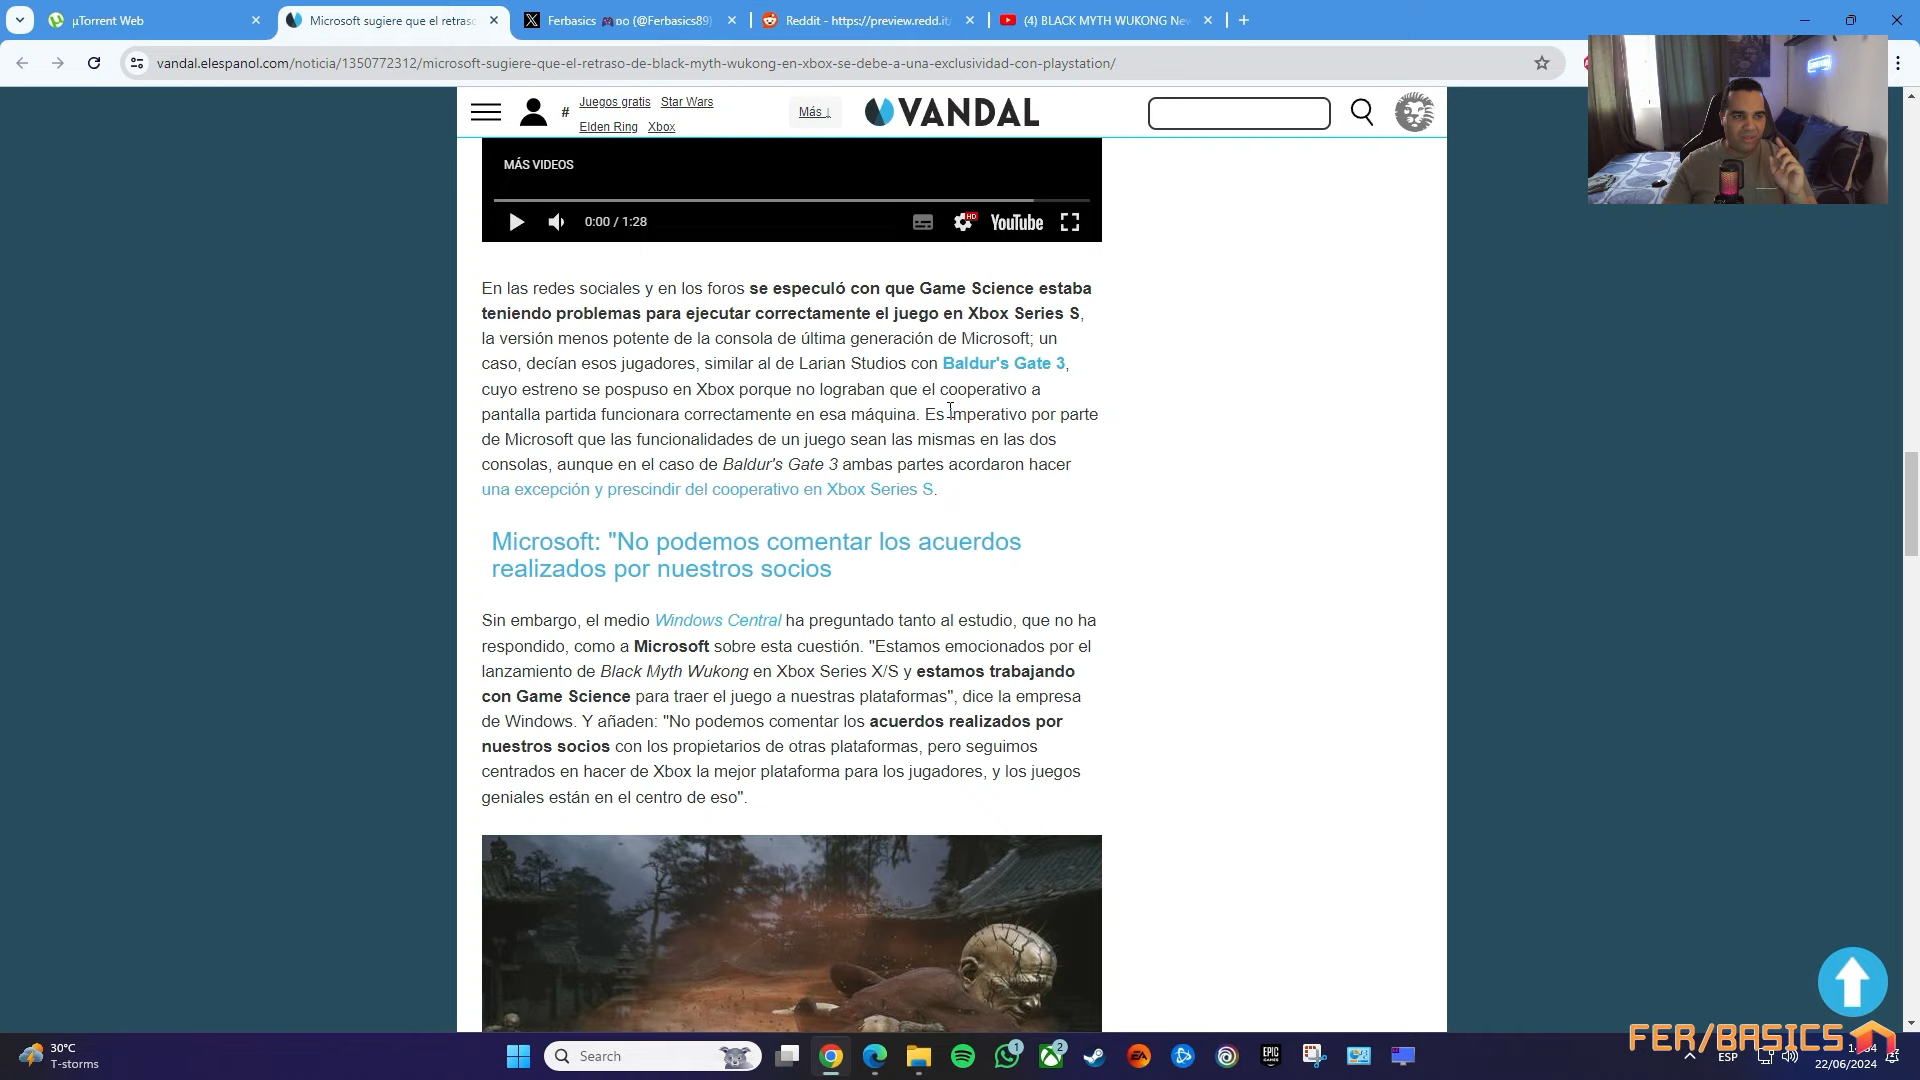 µTorrent Web
Microsoft sugiere que el retraso
Ferbasics 🎮DO (@Ferbasics89)
Reddit - https://preview.redd.it/
(4) BLACK MYTH WUKONG Nev
vandal.elespanol.com/noticia/1350772312/microsoft-sugiere-que-el-retraso-de-black-myth-wukong-en-xbox-se-debe-a-una-exclusividad-con-playstation/
# Juegos gratis Star Wars
Elden Ring Xbox
Más ↓
VANDAL
MÁS VIDEOS
0:00 / 1:28
HD
YouTube
En las redes sociales y en los foros se especuló con que Game Science estaba
teniendo problemas para ejecutar correctamente el juego en Xbox Series S,
la versión menos potente de la consola de última generación de Microsoft; un
caso, decían esos jugadores, similar al de Larian Studios con Baldur's Gate 3,
cuyo estreno se pospuso en Xbox porque no lograban que el cooperativo a
pantalla partida funcionara correctamente en esa máquina. Es imperativo por parte
de Microsoft que las funcionalidades de un juego sean las mismas en las dos
consolas, aunque en el caso de Baldur's Gate 3 ambas partes acordaron hacer
una excepción y prescindir del cooperativo en Xbox Series S.
Microsoft: "No podemos comentar los acuerdos
realizados por nuestros socios
Sin embargo, el medio Windows Central ha preguntado tanto al estudio, que no ha
respondido, como a Microsoft sobre esta cuestión. "Estamos emocionados por el
lanzamiento de Black Myth Wukong en Xbox Series X/S y estamos trabajando
con Game Science para traer el juego a nuestras plataformas", dice la empresa
de Windows. Y añaden: "No podemos comentar los acuerdos realizados por
nuestros socios con los propietarios de otras plataformas, pero seguimos
centrados en hacer de Xbox la mejor plataforma para los jugadores, y los juegos
geniales están en el centro de eso".
FER/BASICS
30°C
T-storms
Search
1
2
EA
EPIC
GAMES
ESP
22/06/2024